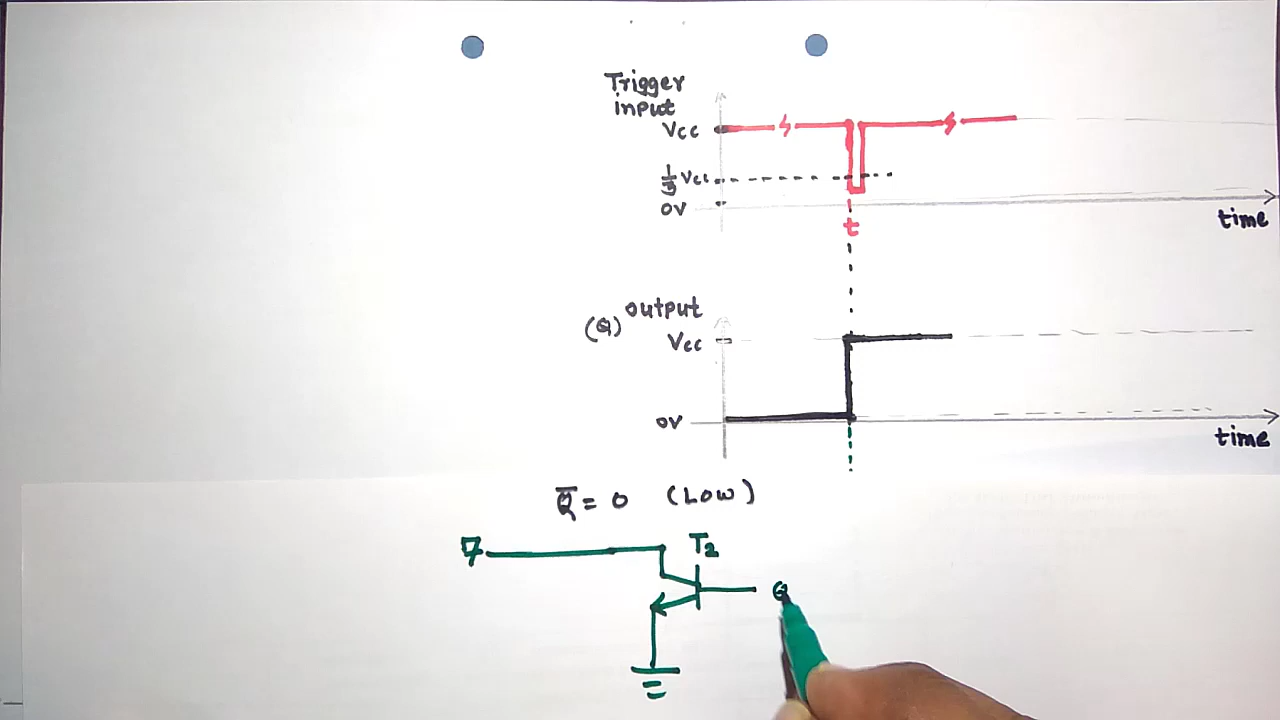 Trigger
input
Vcc
1/3 Vcc
0V
time
t
output
(Q)
Vcc
0V
time
Q̅ = 0 (Low)
7
T2
Q